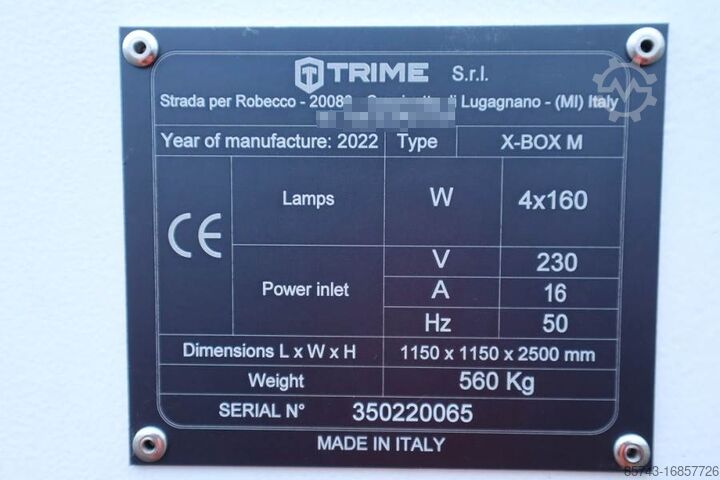 TRIME S.r.l.
Strada per Robecco - 2008 di Lugagnano - (MI) Italy
Year of manufacture: 2022 Type X-BOX M
CE Lamps W 4x160
Power inlet V 230
A 16
Hz 50
Dimensions L x W x H 1150 x 1150 x 2500 mm
Weight 560 Kg
SERIAL N° 350220065
MADE IN ITALY
85743-16857726